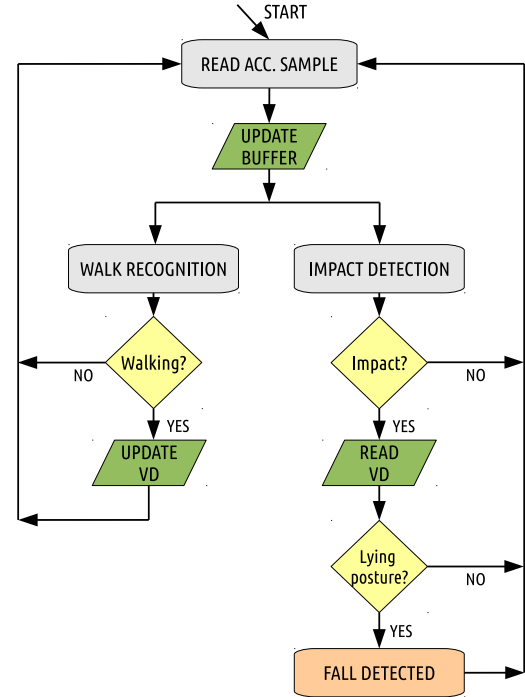 START
READ ACC. SAMPLE
UPDATE
BUFFER
WALK RECOGNITION
IMPACT DETECTION
Walking?
Impact?
NO
NO
YES
YES
UPDATE
VD
READ
VD
Lying
posture?
NO
YES
FALL DETECTED